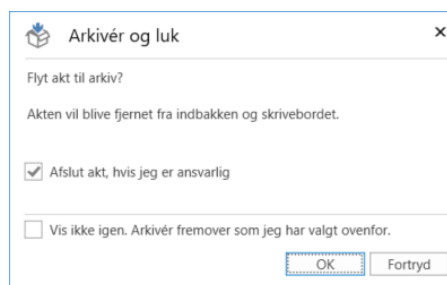 Arkivér og luk
Flyt akt til arkiv?
Akten vil blive fjernet fra indbakken og skrivebordet.
Afslut akt, hvis jeg er ansvarlig
Vis ikke igen. Arkivér fremover som jeg har valgt ovenfor.
OK
Fortryd